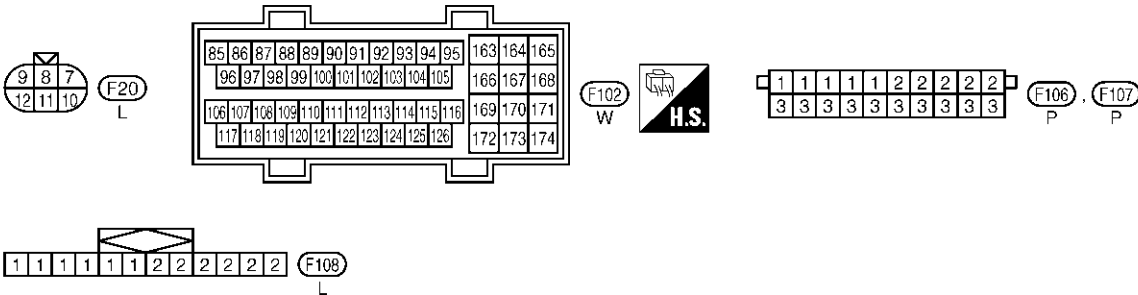 9 8 7
12 11 10
F20
L
85 86 87 88 89 90 91 92 93 94 95
96 97 98 99 100 101 102 103 104 105
106 107 108 109 110 111 112 113 114 115 116
117 118 119 120 121 122 123 124 125 126
163 164 165
166 167 168
169 170 171
172 173 174
F102
W
H.S.
1 1 1 1 1 2 2 2 2 2
3 3 3 3 3 3 3 3 3 3
F106 , F107
P P
1 1 1 1 1 1 2 2 2 2 2 2
F108
L